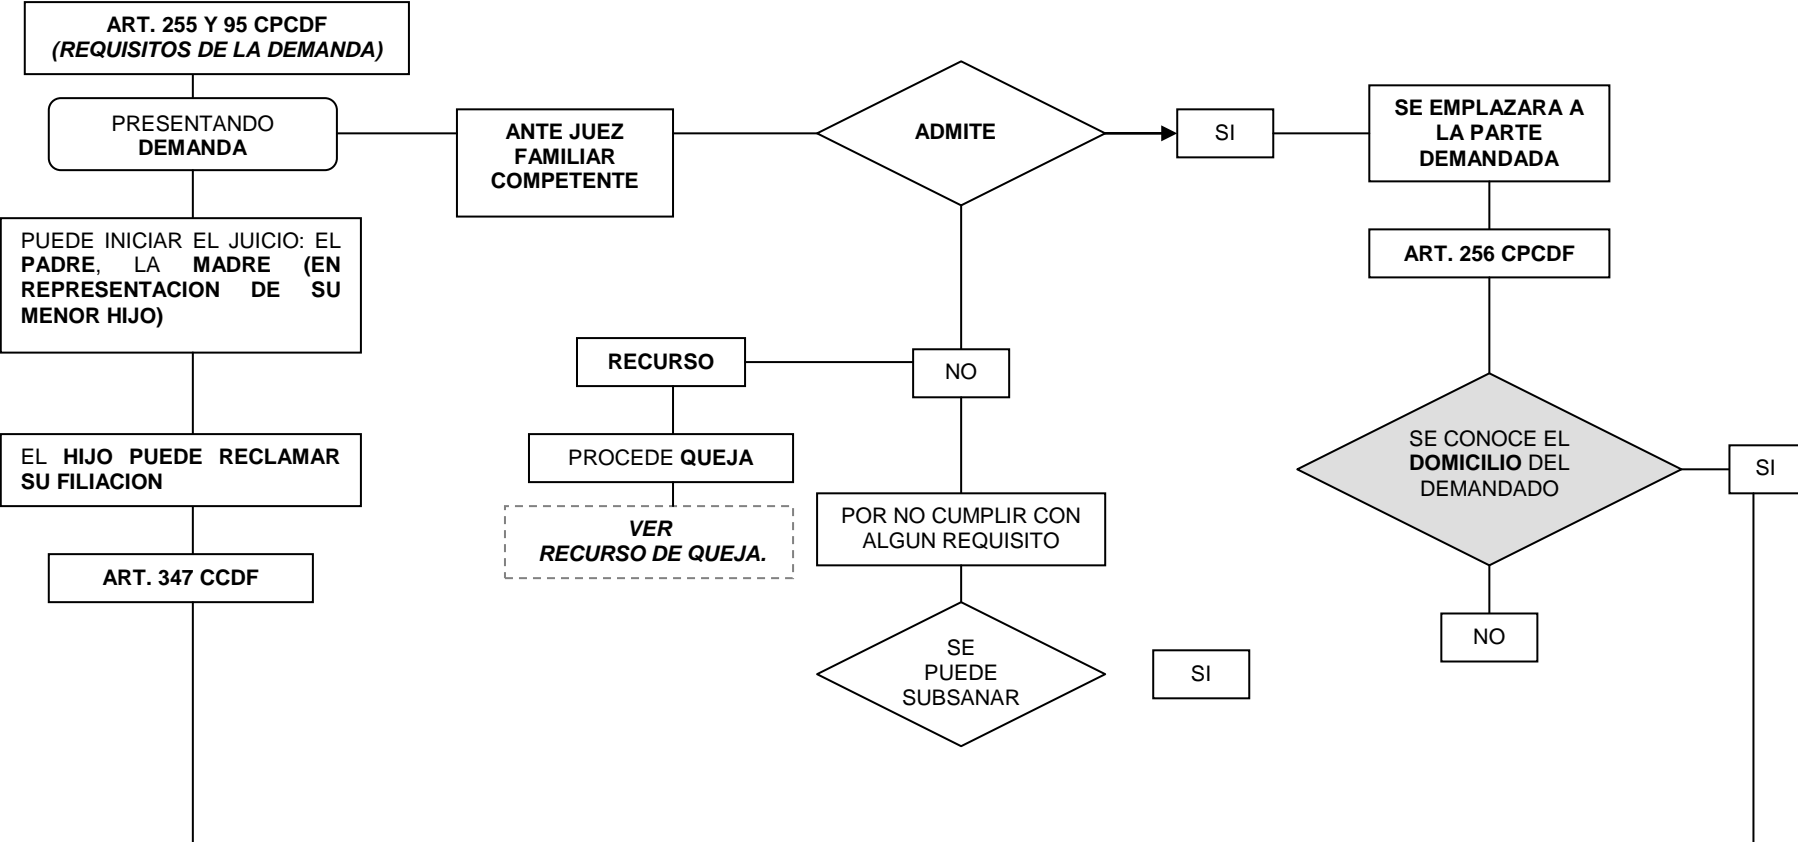 ART. 255 Y 95 CPCDF
(REQUISITOS DE LA DEMANDA)
PRESENTANDO
DEMANDA
PUEDE INICIAR EL JUICIO: EL
PADRE, LA MADRE (EN
REPRESENTACION DE SU
MENOR HIJO)
EL HIJO PUEDE RECLAMAR
SU FILIACION
ART. 347 CCDF
ANTE JUEZ
FAMILIAR
COMPETENTE
ADMITE
SI
SE EMPLAZARA A
LA PARTE
DEMANDADA
ART. 256 CPCDF
RECURSO
NO
PROCEDE QUEJA
VER
RECURSO DE QUEJA.
POR NO CUMPLIR CON
ALGUN REQUISITO
SE
PUEDE
SUBSANAR
SI
SE CONOCE EL
DOMICILIO DEL
DEMANDADO
SI
NO